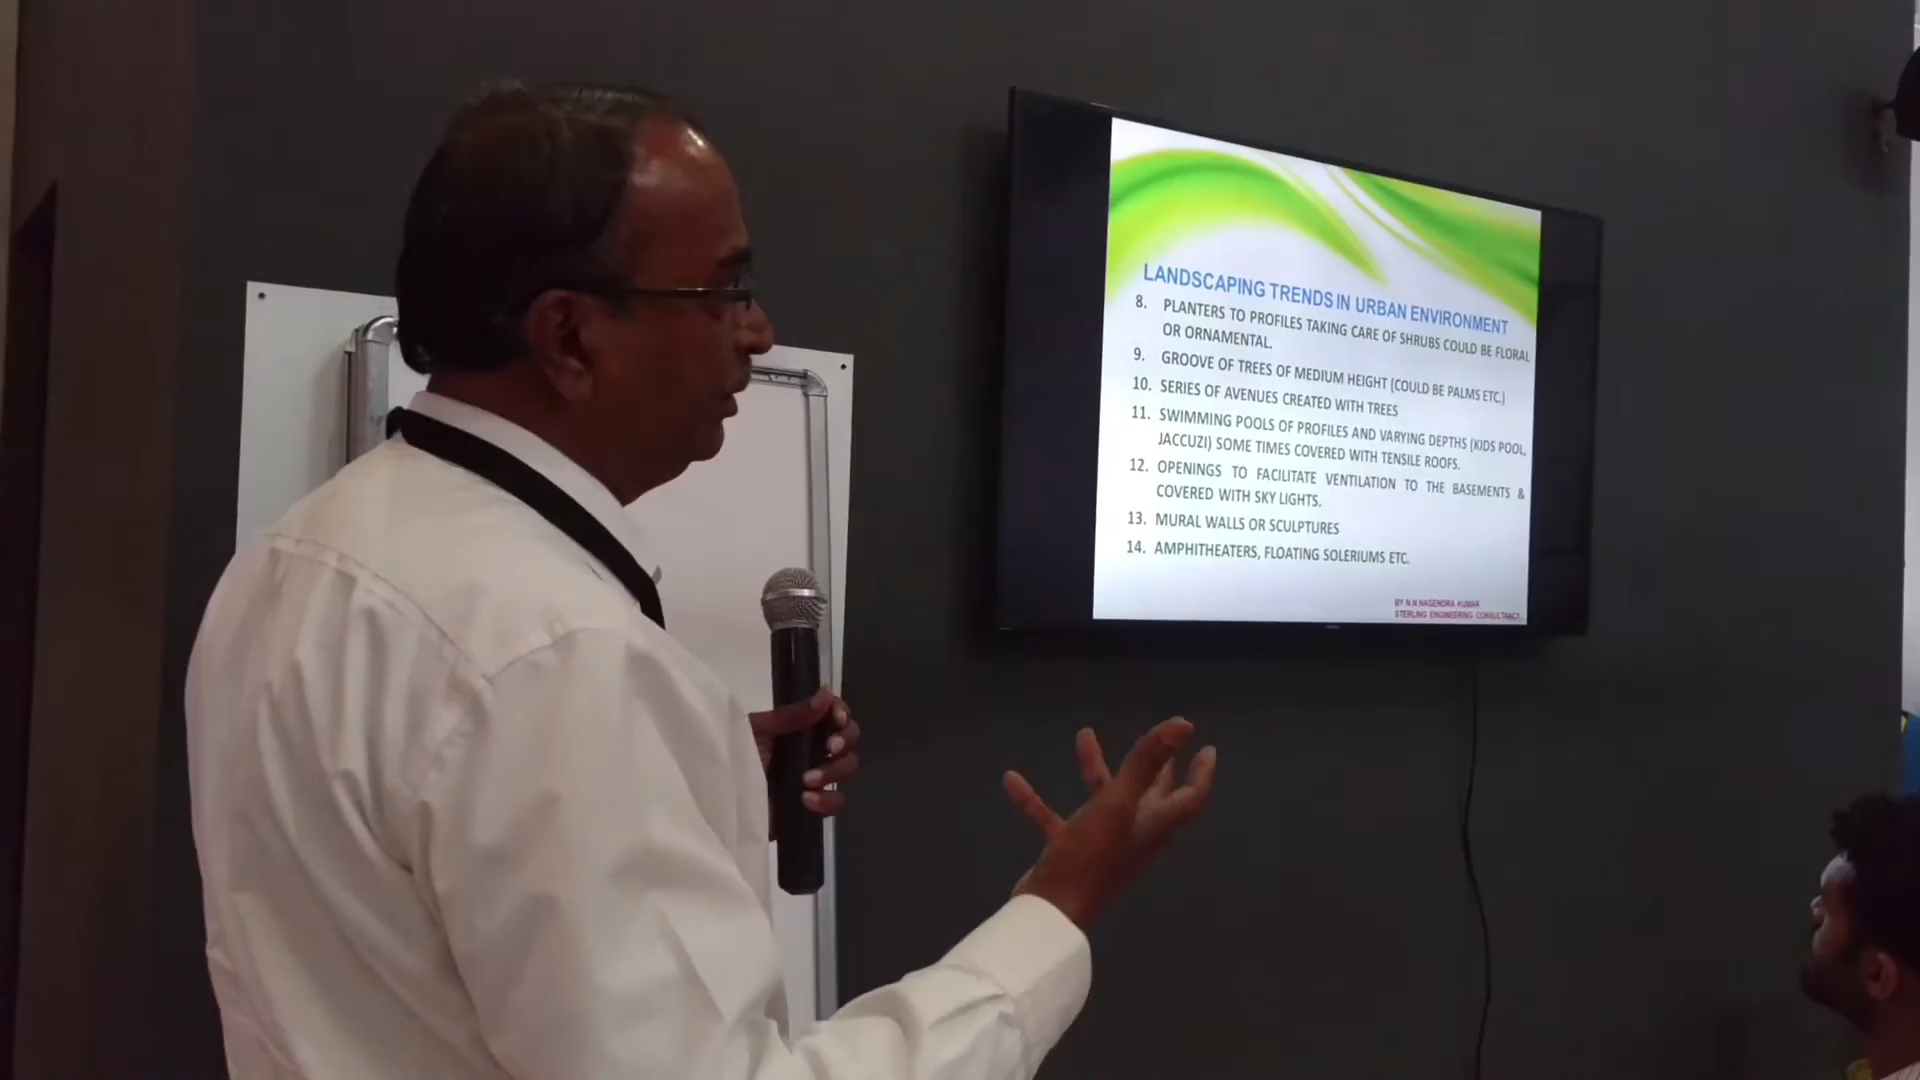 LANDSCAPING TRENDS IN URBAN ENVIRONMENT
8. PLANTERS TO PROFILES TAKING CARE OF SHRUBS COULD BE FLORAL
OR ORNAMENTAL.
9. GROOVE OF TREES OF MEDIUM HEIGHT (COULD BE PALMS ETC.)
10. SERIES OF AVENUES CREATED WITH TREES
11. SWIMMING POOLS OF PROFILES AND VARYING DEPTHS (KIDS POOL,
JACCUZI) SOME TIMES COVERED WITH TENSILE ROOFS.
12. OPENINGS TO FACILITATE VENTILATION TO THE BASEMENTS &
COVERED WITH SKY LIGHTS.
13. MURAL WALLS OR SCULPTURES
14. AMPHITHEATERS, FLOATING SOLERIUMS ETC.
BY N.N.NAGENDRA KUMAR
STERLING ENGINEERING CONSULTANCY